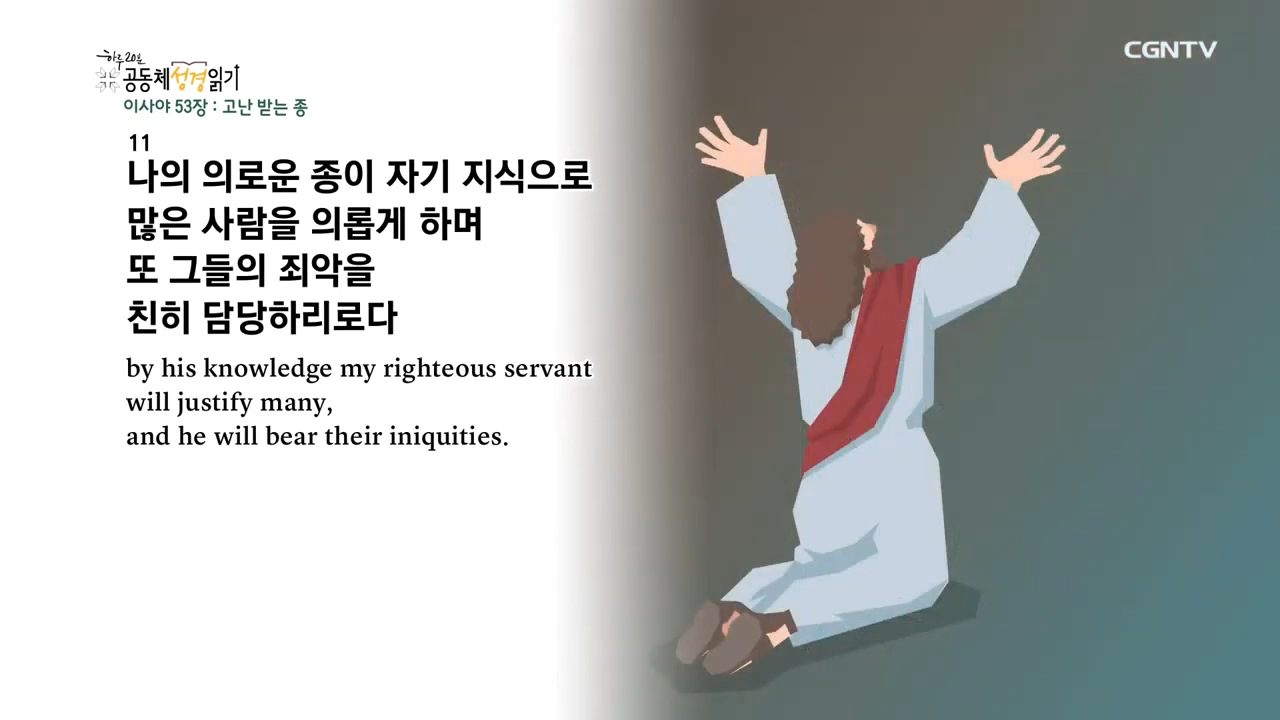 하루 20분
공동체성경읽기
CGNTV
이사야 53장 : 고난 받는 종
11
나의 의로운 종이 자기 지식으로
많은 사람을 의롭게 하며
또 그들의 죄악을
친히 담당하리로다
by his knowledge my righteous servant
will justify many,
and he will bear their iniquities.